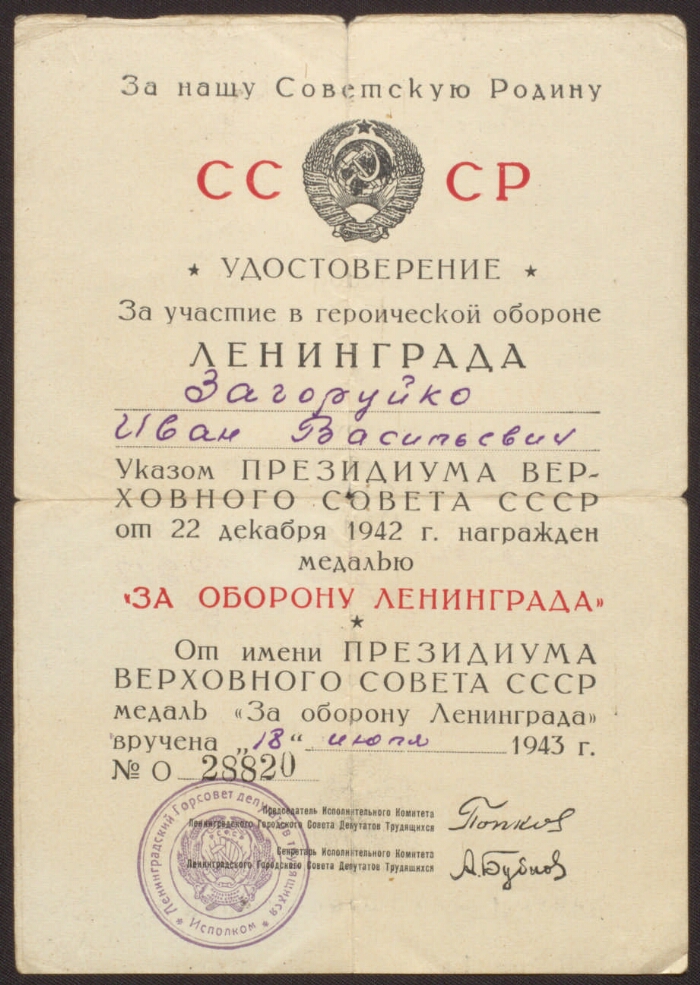 За нашу Советскую Родину
СССР
★ УДОСТОВЕРЕНИЕ ★
За участие в героической обороне
ЛЕНИНГРАДА
Загоруйко
Иван Васильевич
Указом ПРЕЗИДИУМА ВЕР-
ХОВНОГО СОВЕТА СССР
от 22 декабря 1942 г. награжден
медалью
«ЗА ОБОРОНУ ЛЕНИНГРАДА»
★
От имени ПРЕЗИДИУМА
ВЕРХОВНОГО СОВЕТА СССР
медаль «За оборону Ленинграда»
вручена „18“ июля 1943 г.
№ О 28820
Председатель Исполнительного Комитета
Ленинградского Городского Совета Депутатов Трудящихся
Попков
Секретарь Исполнительного Комитета
Ленинградского Городского Совета Депутатов Трудящихся
А.Бубнов
Ленинградский Горсовет депутатов трудящихся
★ Исполком ★